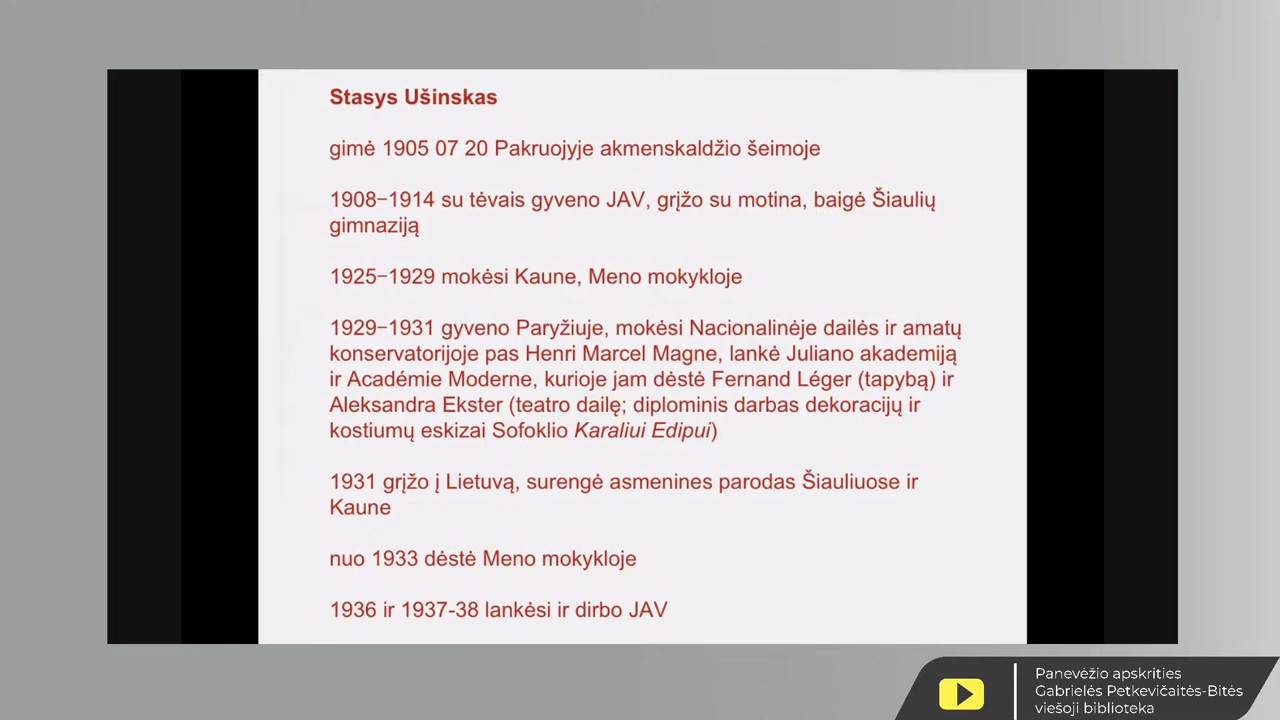 Stasys Ušinskas
gimė 1905 07 20 Pakruojyje akmenskaldžio šeimoje
1908−1914 su tėvais gyveno JAV, grįžo su motina, baigė Šiaulių
gimnaziją
1925−1929 mokėsi Kaune, Meno mokykloje
1929−1931 gyveno Paryžiuje, mokėsi Nacionalinėje dailės ir amatų
konservatorijoje pas Henri Marcel Magne, lankė Juliano akademiją
ir Académie Moderne, kurioje jam dėstė Fernand Léger (tapybą) ir
Aleksandra Ekster (teatro dailę; diplominis darbas dekoracijų ir
kostiumų eskizai Sofoklio Karaliui Edipui)
1931 grįžo į Lietuvą, surengė asmenines parodas Šiauliuose ir
Kaune
nuo 1933 dėstė Meno mokykloje
1936 ir 1937-38 lankėsi ir dirbo JAV
Panevėžio apskrities
Gabrielės Petkevičaitės-Bitės
viešoji biblioteka